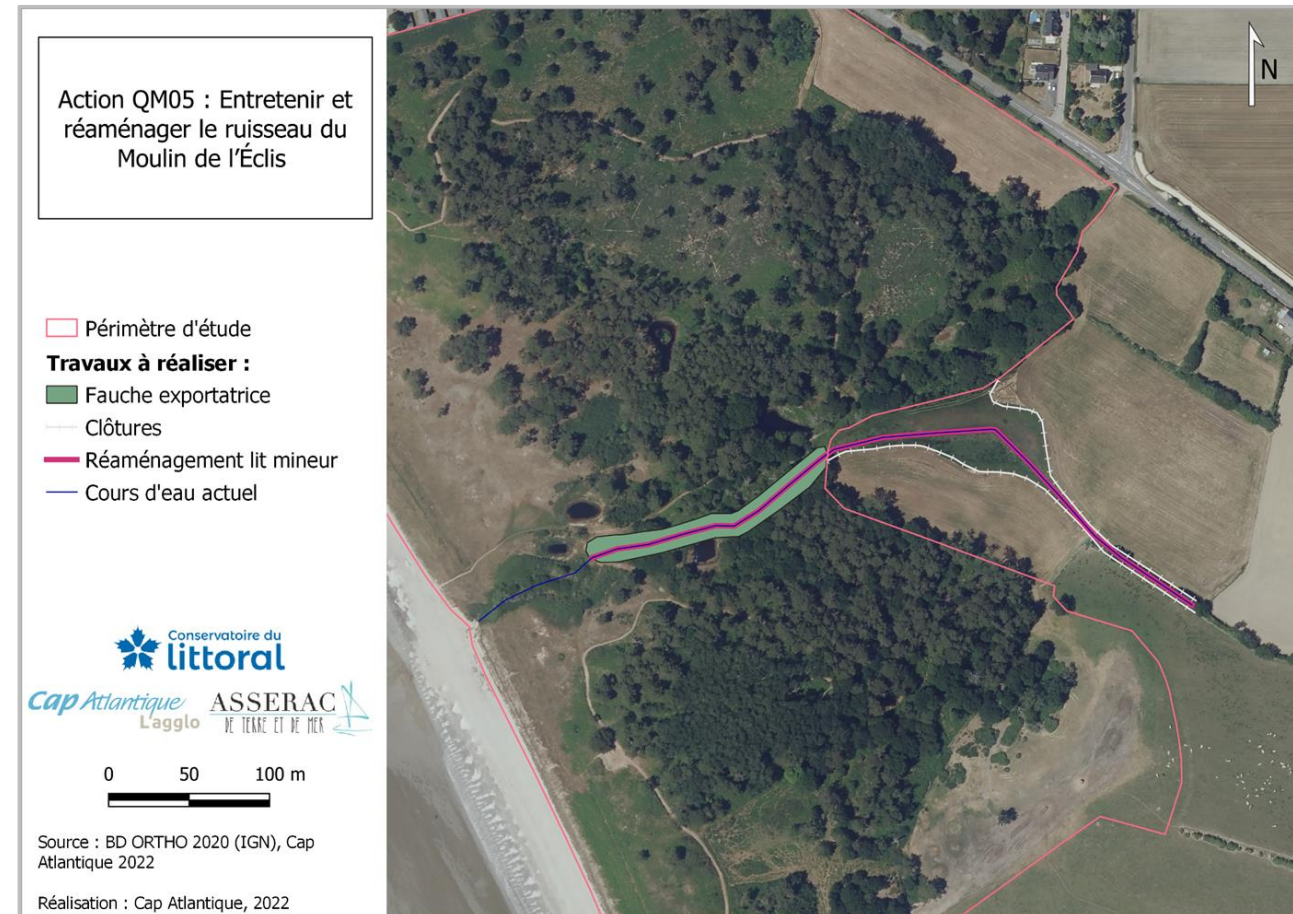 Action QM05 : Entretenir et
réaménager le ruisseau du
Moulin de l’Éclis
N
Périmètre d'étude
Travaux à réaliser :
Fauche exportatrice
Clôtures
Réaménagement lit mineur
Cours d'eau actuel
Conservatoire du
littoral
Cap Atlantique
L'agglo
ASSERAC
DE TERRE ET DE MER
0 50 100 m
Source : BD ORTHO 2020 (IGN), Cap
Atlantique 2022
Réalisation : Cap Atlantique, 2022